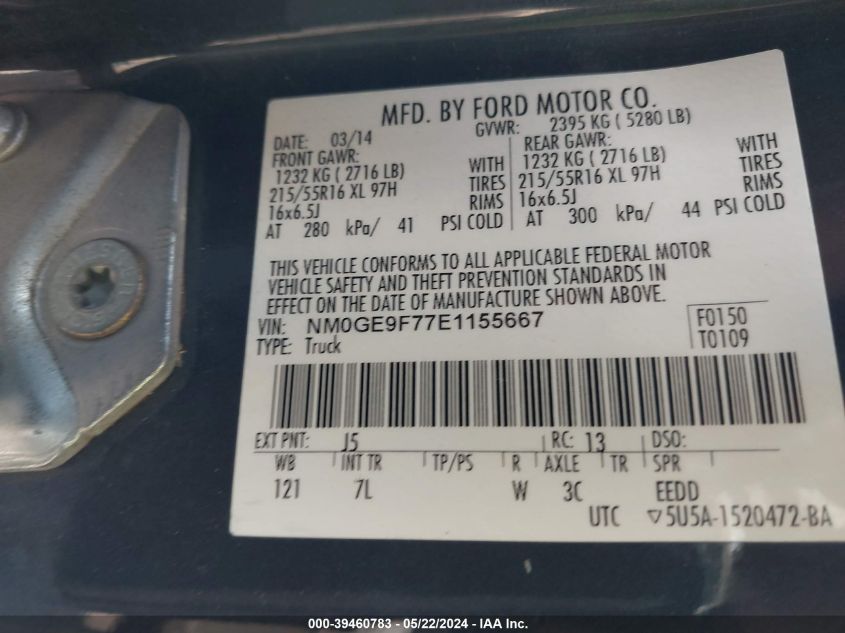 MFD. BY FORD MOTOR CO.
DATE: 03/14 GVWR: 2395 KG ( 5280 LB)
FRONT GAWR: REAR GAWR: WITH
1232 KG ( 2716 LB) WITH 1232 KG ( 2716 LB) TIRES
215/55R16 XL 97H TIRES 215/55R16 XL 97H RIMS
16x6.5J RIMS 16x6.5J
AT 280 kPa/ 41 PSI COLD AT 300 kPa/ 44 PSI COLD
THIS VEHICLE CONFORMS TO ALL APPLICABLE FEDERAL MOTOR
VEHICLE SAFETY AND THEFT PREVENTION STANDARDS IN
EFFECT ON THE DATE OF MANUFACTURE SHOWN ABOVE.
VIN: NM0GE9F77E1155667 F0150
TYPE: Truck T0109
EXT PNT: J5 RC: 13 DSO:
WB INT TR TP/PS R AXLE TR SPR
121 7L W 3C EEDD
UTC ▽5U5A-1520472-BA
000-39460783 - 05/22/2024 - IAA Inc.